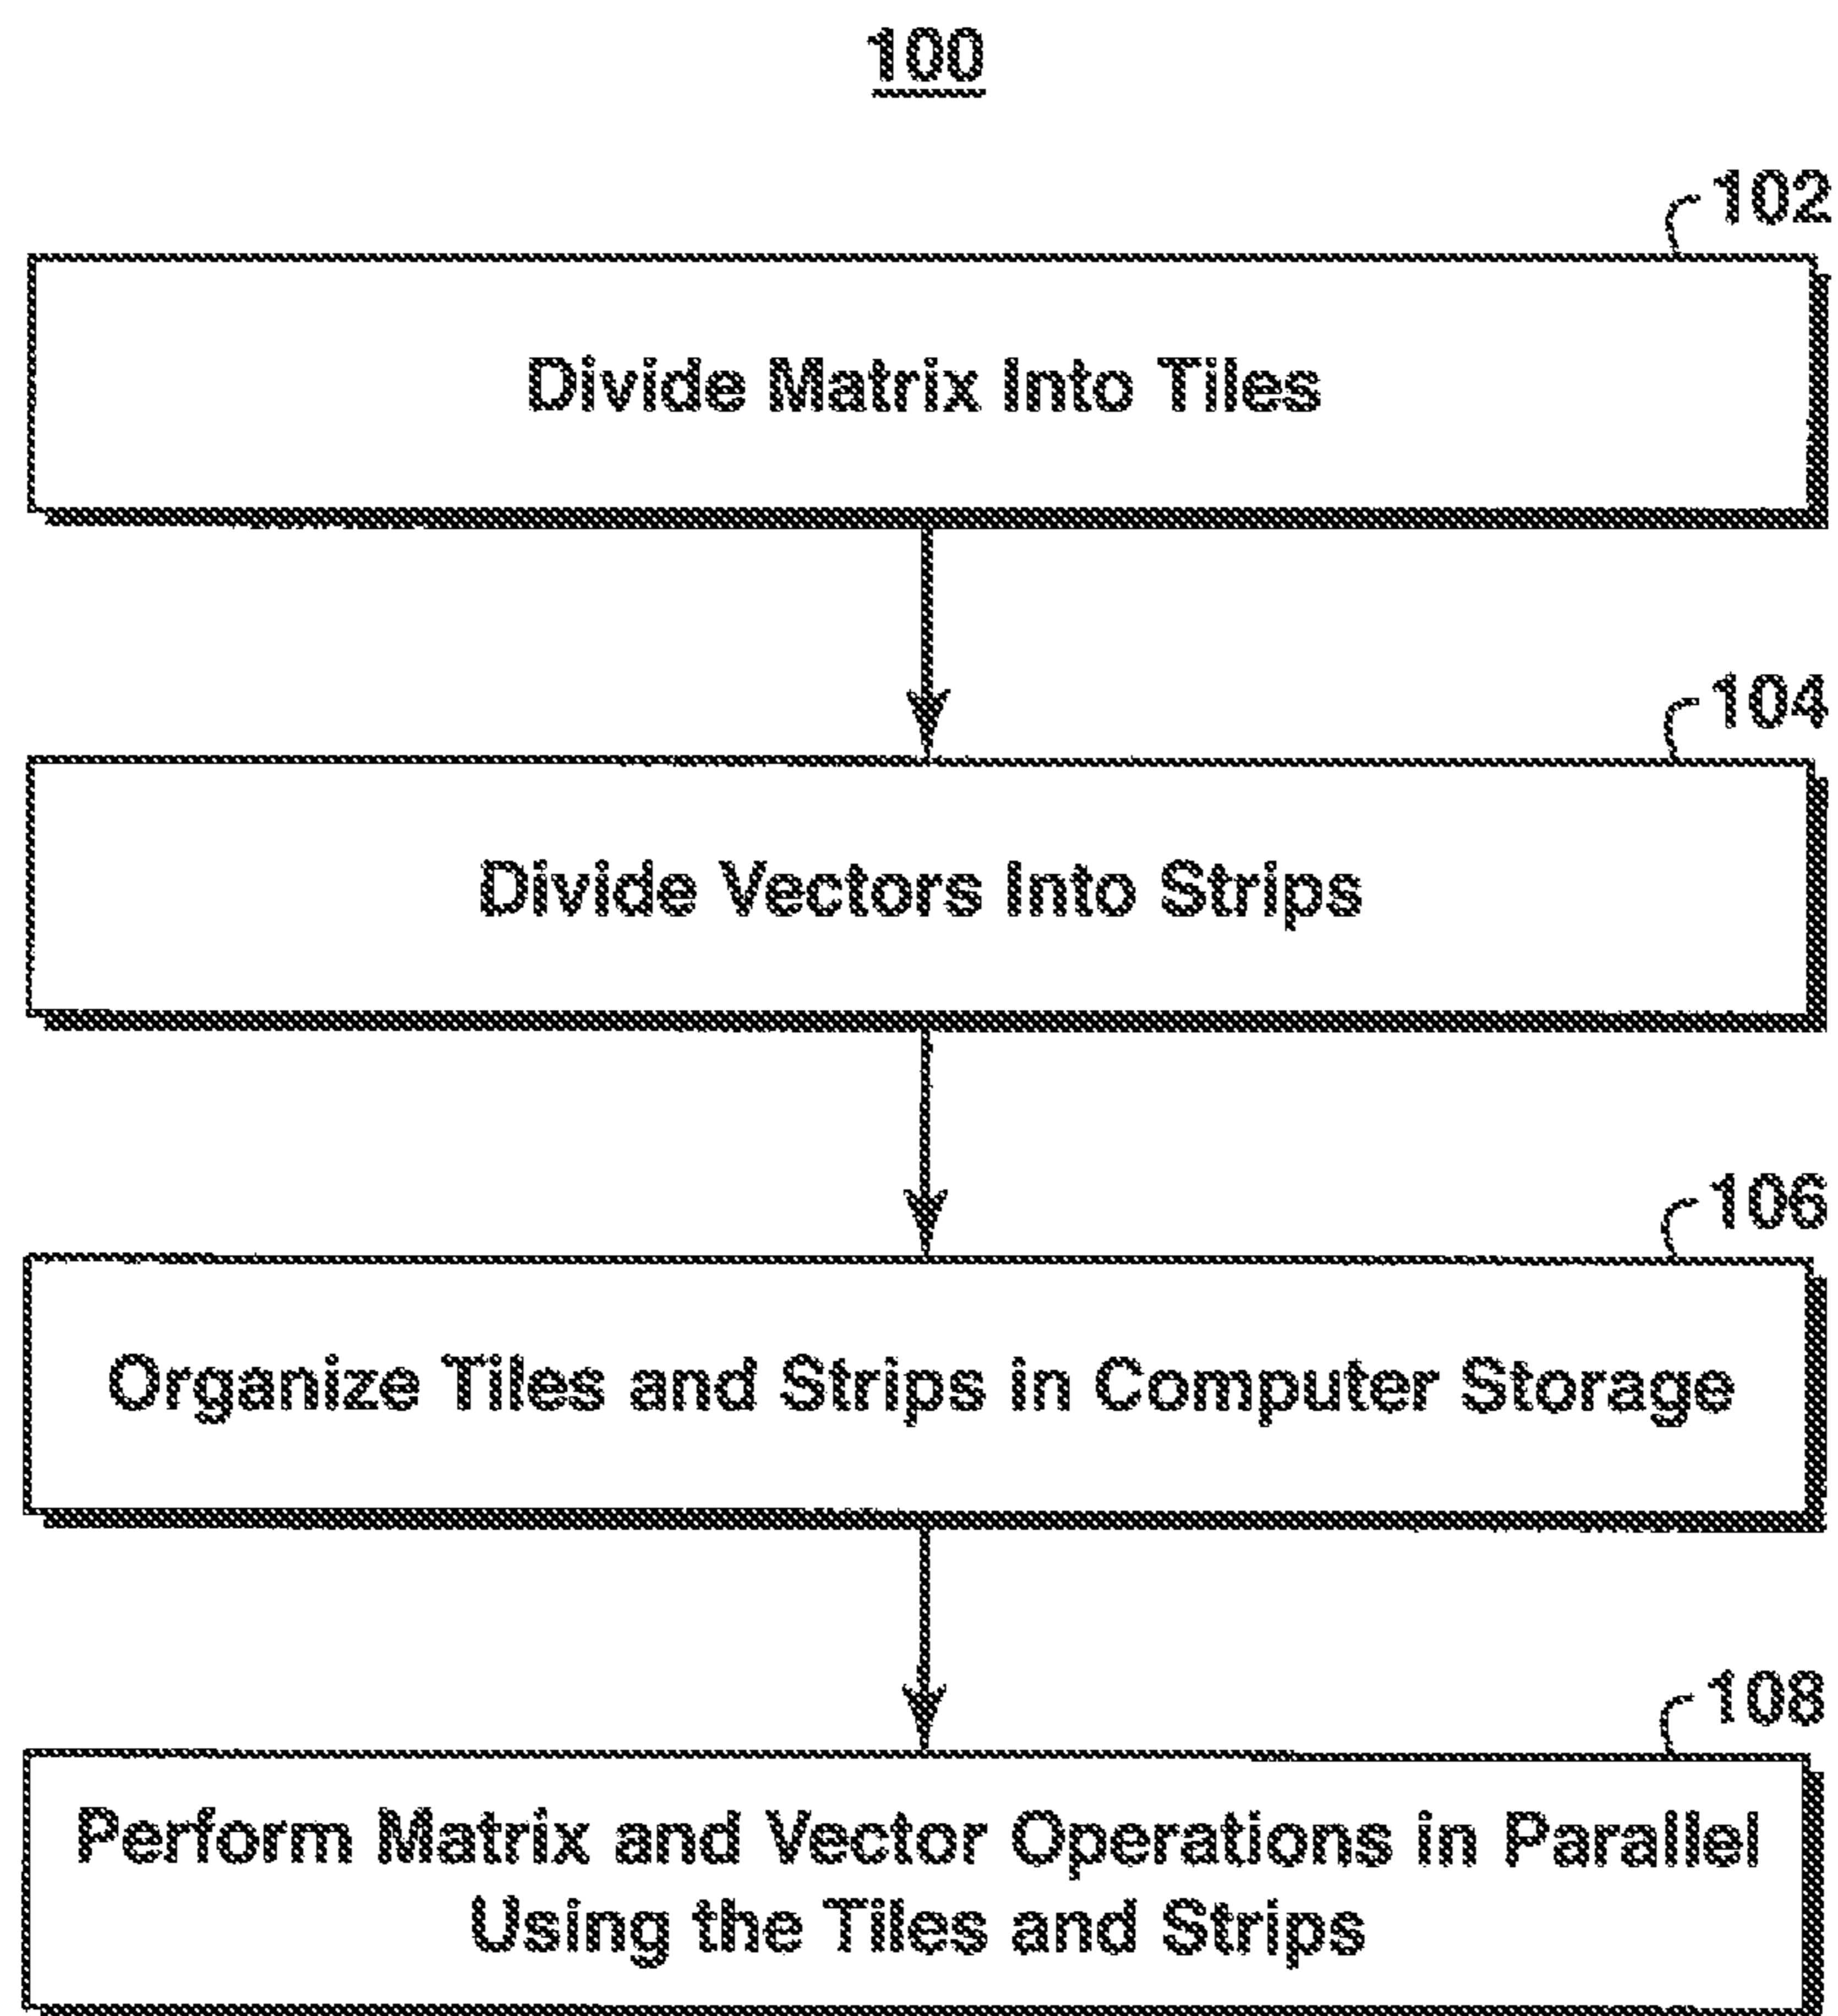 100
102
Divide Matrix Into Tiles
104
Divide Vectors Into Strips
106
Organize Tiles and Strips in Computer Storage
108
Perform Matrix and Vector Operations in Parallel
Using the Tiles and Strips